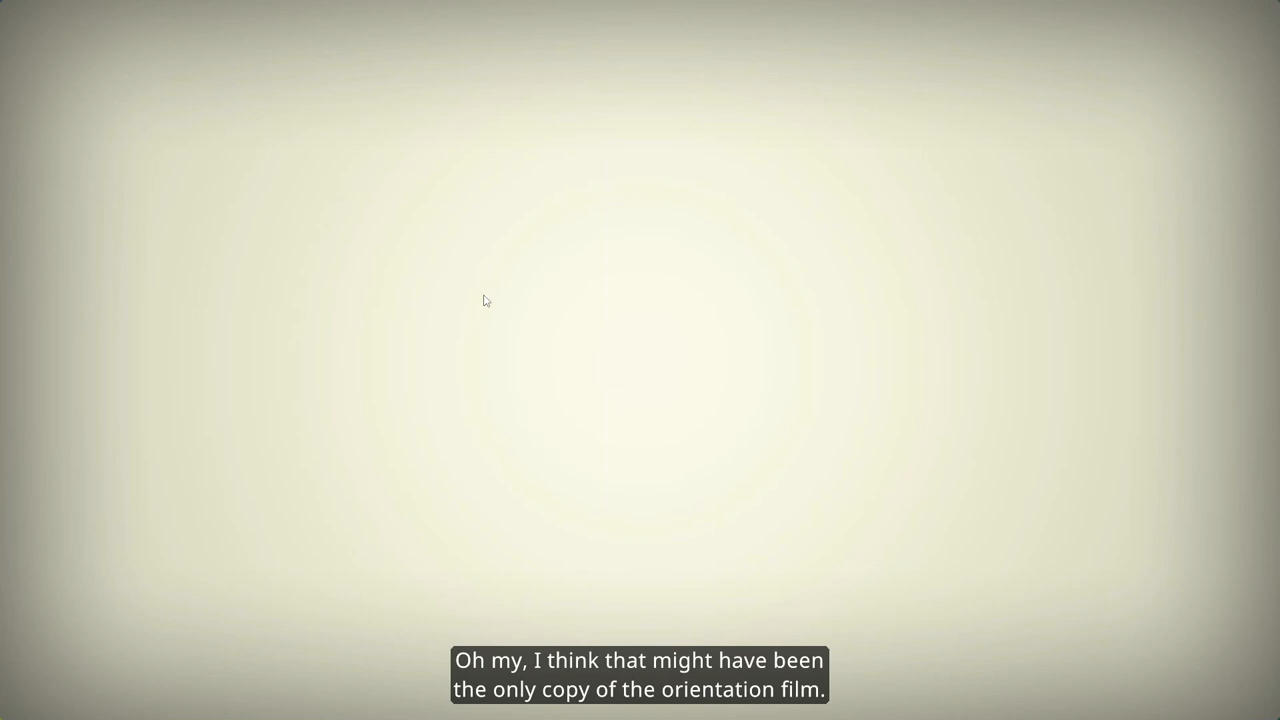 Oh my, I think that might have been
the only copy of the orientation film.